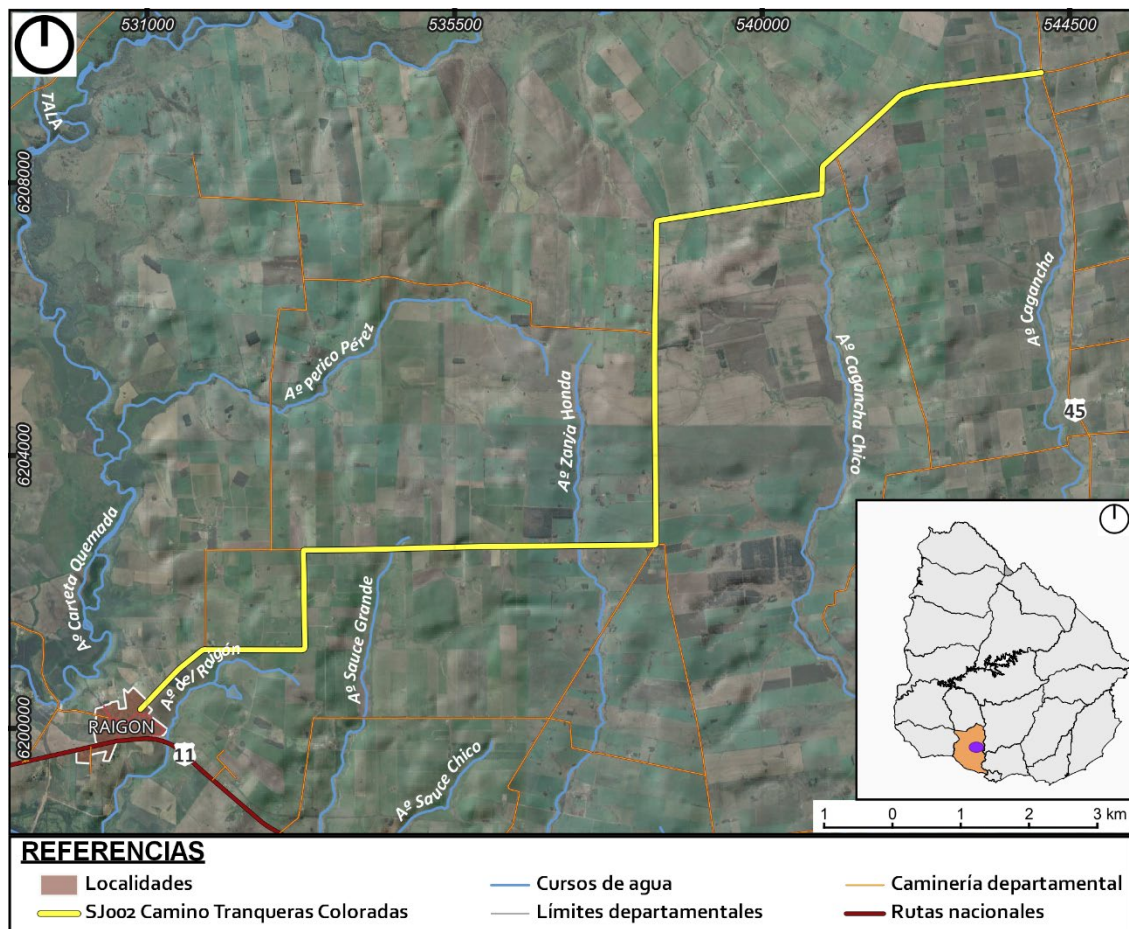 531000
535500
540000
544500
TALA
6208000
Aº Cagancha
Aº Perico Pérez
Aº Cagancha Chico
45
Aº Zanja Honda
6204000
Aº Carreta Quemada
Aº Sauce Grande
Aº del Raigón
6200000
RAIGON
11
Aº Sauce Chico
1 0 1 2 3 km
REFERENCIAS
Localidades
Cursos de agua
Caminería departamental
SJ002 Camino Tranqueras Coloradas
Límites departamentales
Rutas nacionales